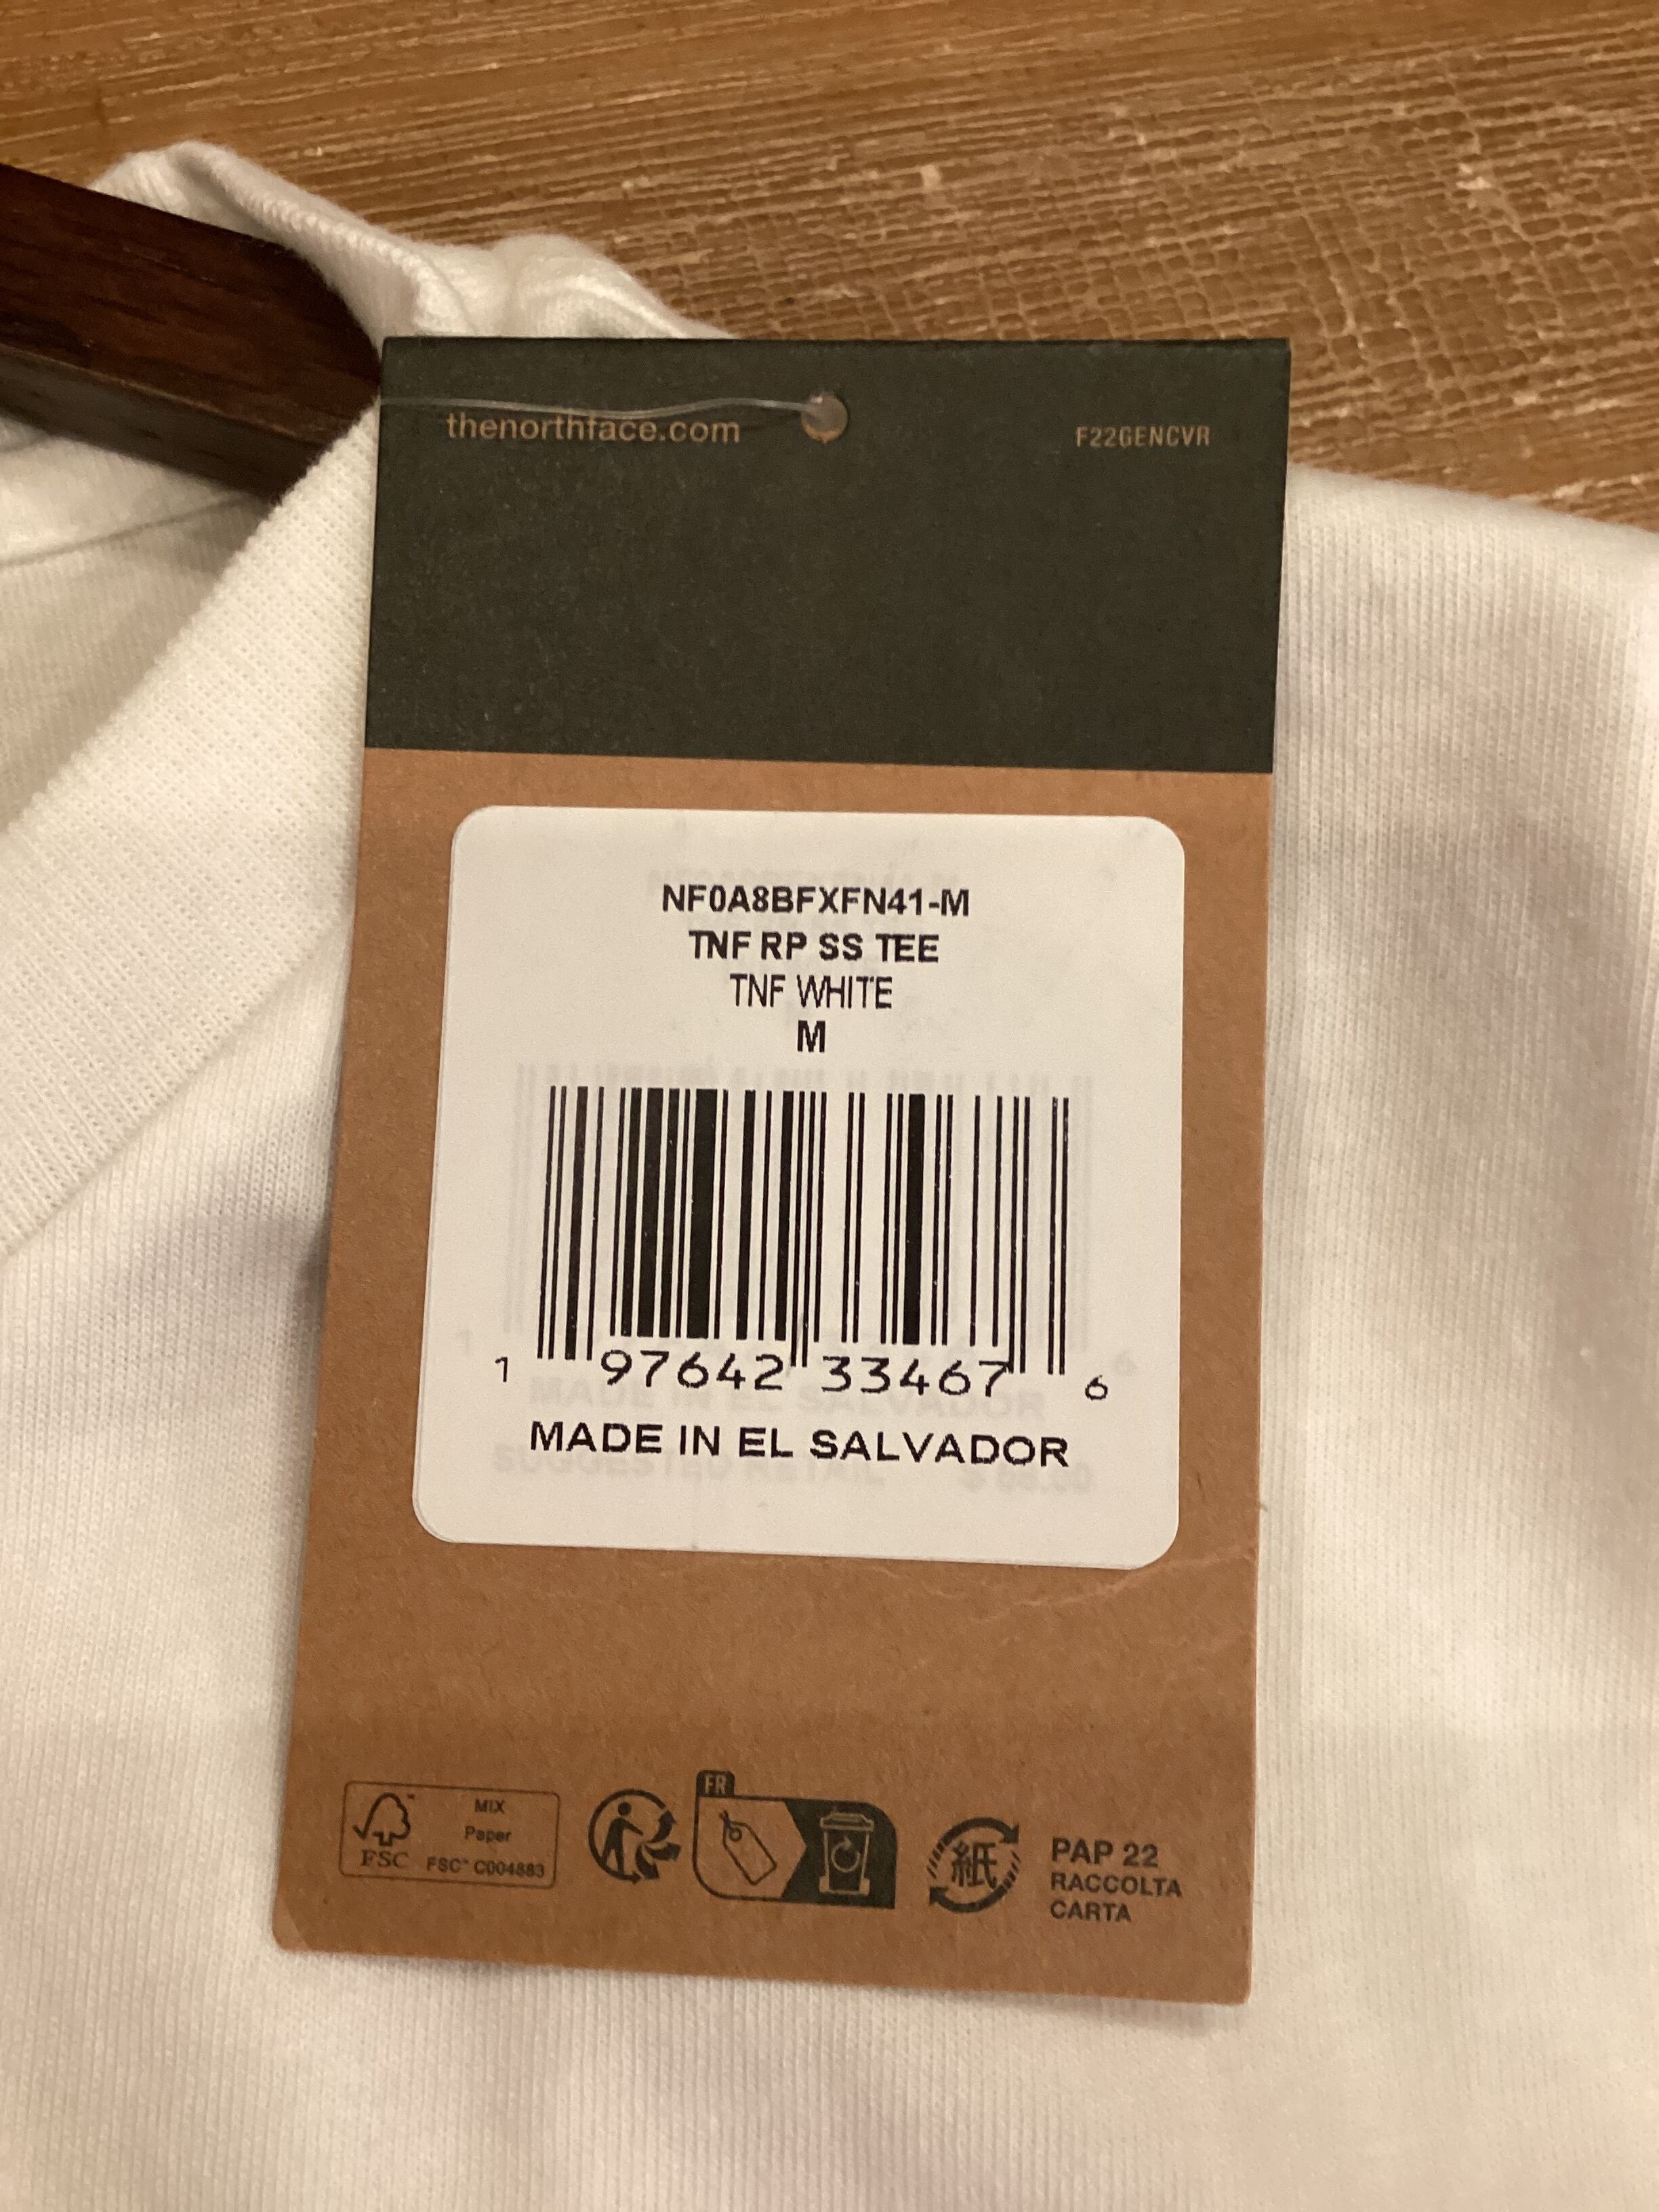 thenorthface.com
F22GENCVR
NF0A8BFXFN41-M
TNF RP SS TEE
TNF WHITE
M
1 97642 33467 6
MADE IN EL SALVADOR
FSC
MIX
Paper
FSC™ C004883
FR
紙
PAP 22
RACCOLTA
CARTA